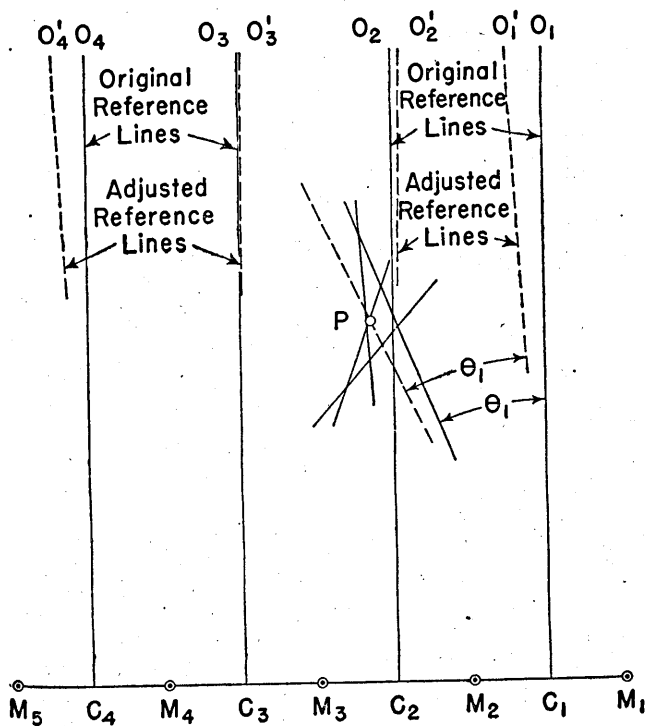 O'4 O4 O3 O'3 O2 O'2 O'1 O1
Original
Reference
Lines
Original
Reference
Lines
Adjusted
Reference
Lines
Adjusted
Reference
Lines
P
θ1
θ1
M5 C4 M4 C3 M3 C2 M2 C1 M1